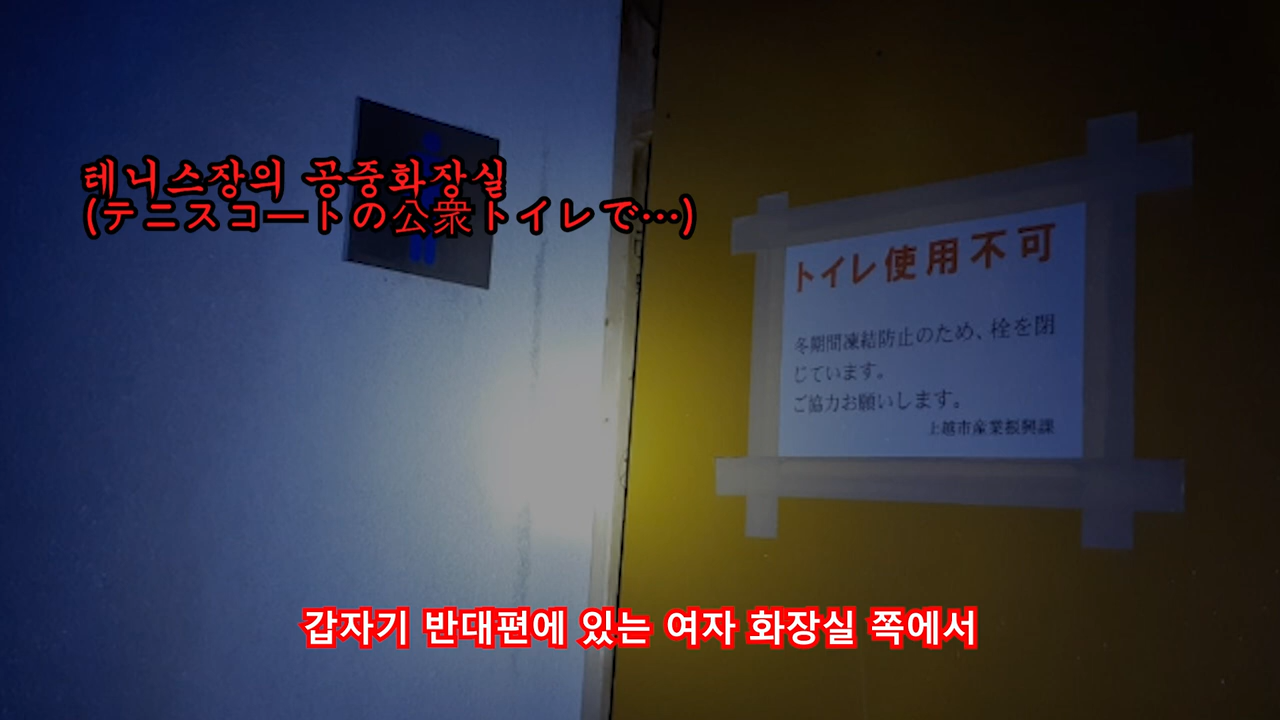 테니스장의 공중화장실
(テニスコートの公衆トイレで…)
トイレ使用不可
冬期間凍結防止のため、栓を閉
じています。
ご協力お願いします。
上越市産業振興課
갑자기 반대편에 있는 여자 화장실 쪽에서